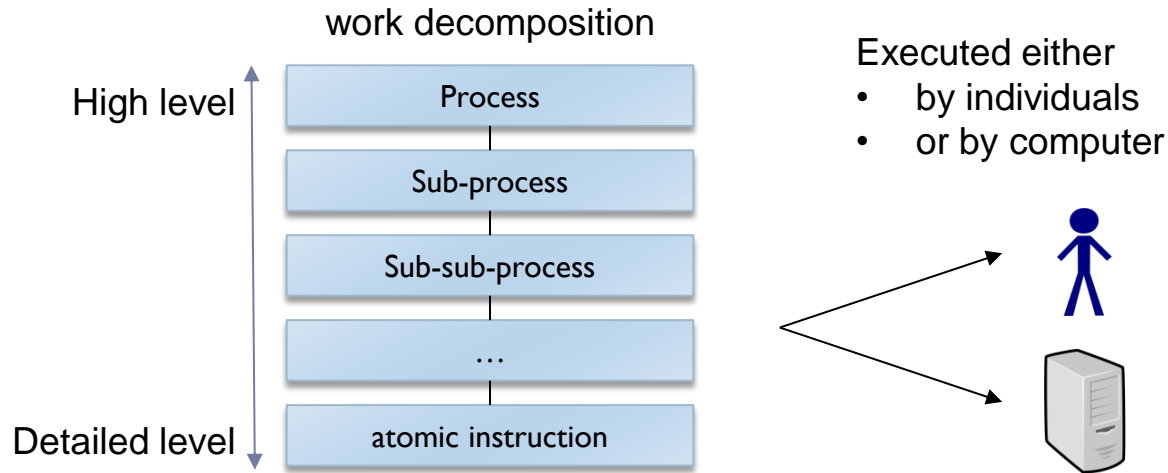 work decomposition
High level
Process
Sub-process
Sub-sub-process
…
Detailed level
atomic instruction
Executed either
• by individuals
• or by computer